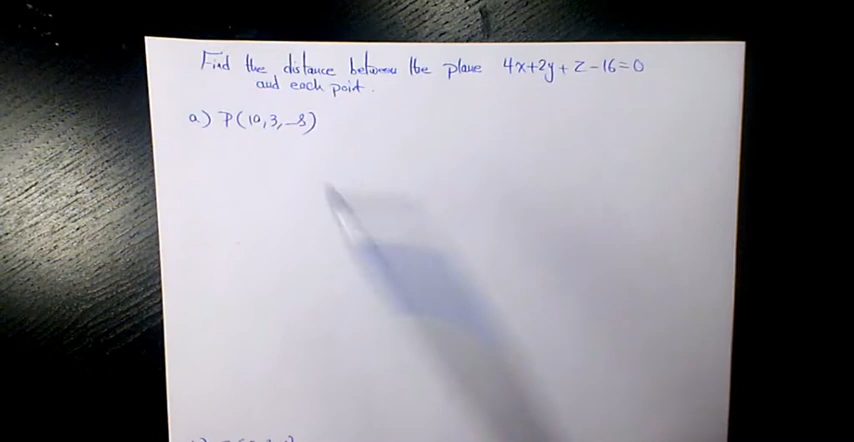 Find the distance between the plane 4x+2y+z-16=0
and each point.
a) P(10,3,-8)